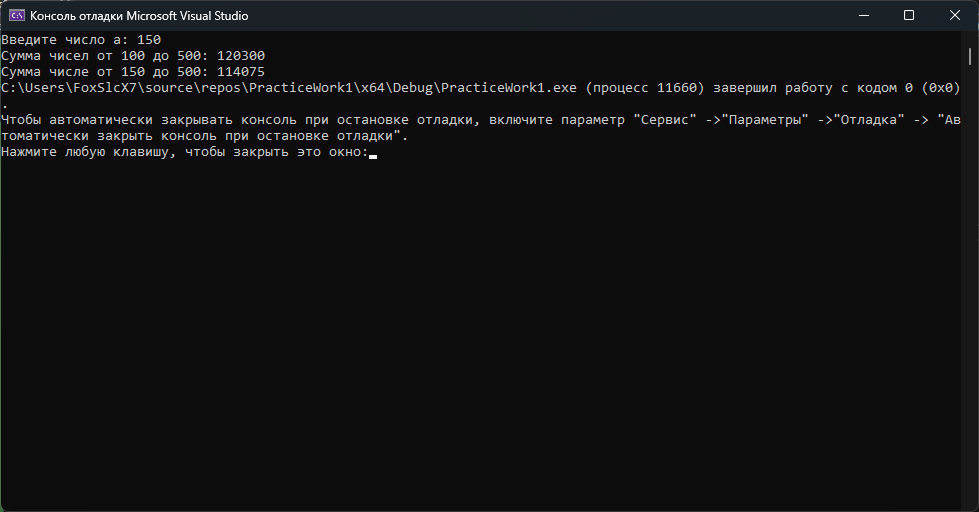 Консоль отладки Microsoft Visual Studio
Введите число a: 150
Сумма чисел от 100 до 500: 120300
Сумма числе от 150 до 500: 114075
C:\Users\FoxSlcX7\source\repos\PracticeWork1\x64\Debug\PracticeWork1.exe (процесс 11660) завершил работу с кодом 0 (0x0)
.
Чтобы автоматически закрывать консоль при остановке отладки, включите параметр "Сервис" ->"Параметры" ->"Отладка" -> "Ав
томатически закрыть консоль при остановке отладки".
Нажмите любую клавишу, чтобы закрыть это окно: